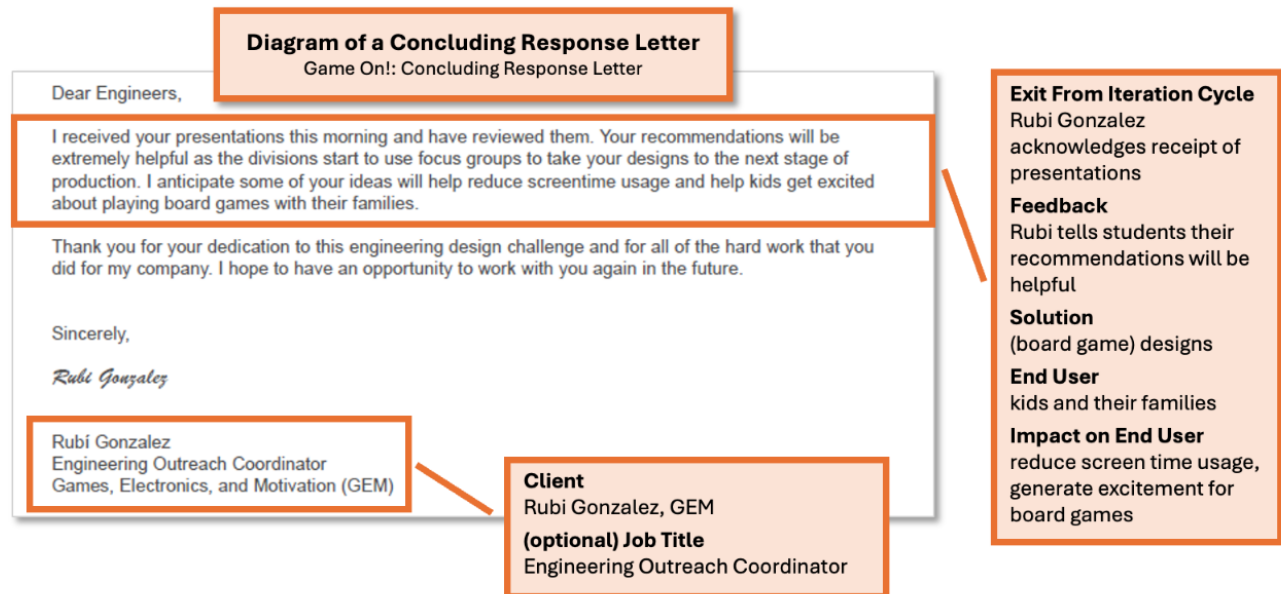 Diagram of a Concluding Response Letter
Game On!: Concluding Response Letter
Dear Engineers,
I received your presentations this morning and have reviewed them. Your recommendations will be
extremely helpful as the divisions start to use focus groups to take your designs to the next stage of
production. I anticipate some of your ideas will help reduce screentime usage and help kids get excited
about playing board games with their families.
Thank you for your dedication to this engineering design challenge and for all of the hard work that you
did for my company. I hope to have an opportunity to work with you again in the future.
Sincerely,
Rubi Gonzalez
Rubí Gonzalez
Engineering Outreach Coordinator
Games, Electronics, and Motivation (GEM)
Client
Rubi Gonzalez, GEM
(optional) Job Title
Engineering Outreach Coordinator
Exit From Iteration Cycle
Rubi Gonzalez
acknowledges receipt of
presentations
Feedback
Rubi tells students their
recommendations will be
helpful
Solution
(board game) designs
End User
kids and their families
Impact on End User
reduce screen time usage,
generate excitement for
board games